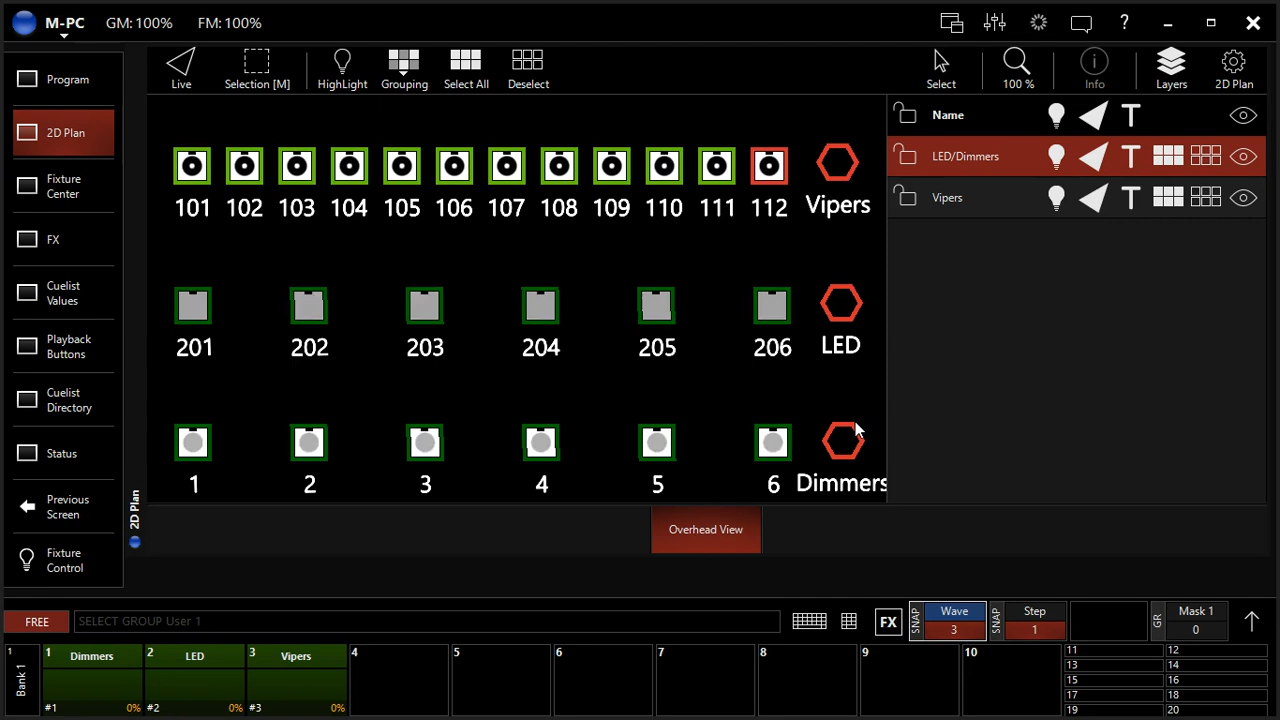 M-PC GM: 100% FM: 100% ?
Live Selection [M] HighLight Grouping Select All Deselect Select 100 % Info Layers 2D Plan
Program
2D Plan
Fixture
Center
FX
Cuelist
Values
Playback
Buttons
Cuelist
Directory
Status
Previous
Screen
Fixture
Control
2D Plan
101 102 103 104 105 106 107 108 109 110 111 112 Vipers
201 202 203 204 205 206 LED
1 2 3 4 5 6 Dimmers
Name T
LED/Dimmers T
Vipers T
Overhead View
FREE SELECT GROUP User 1 FX
SNAP Wave 3
SNAP Step 1
GR Mask 1 0
1 Bank 1
1 Dimmers #1 0%
2 LED #2 0%
3 Vipers #3 0%
4 5 6 7 8 9 10
11 12
13 14
15 16
17 18
19 20